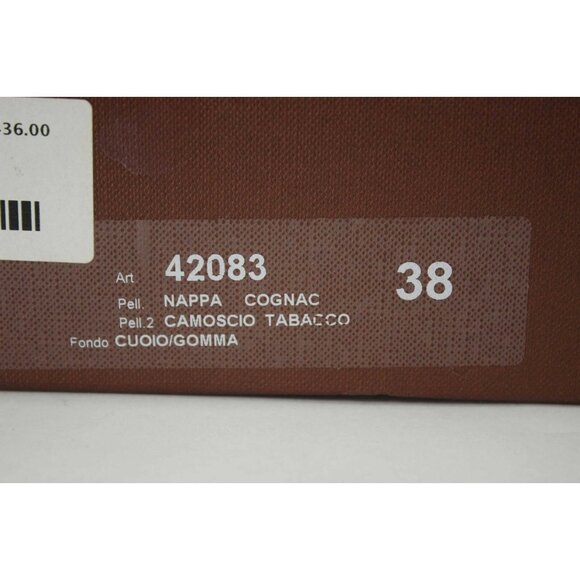 36.00
Art 42083 38
Pell. NAPPA COGNAC
Pell.2 CAMOSCIO TABACCO
Fondo CUOIO/GOMMA